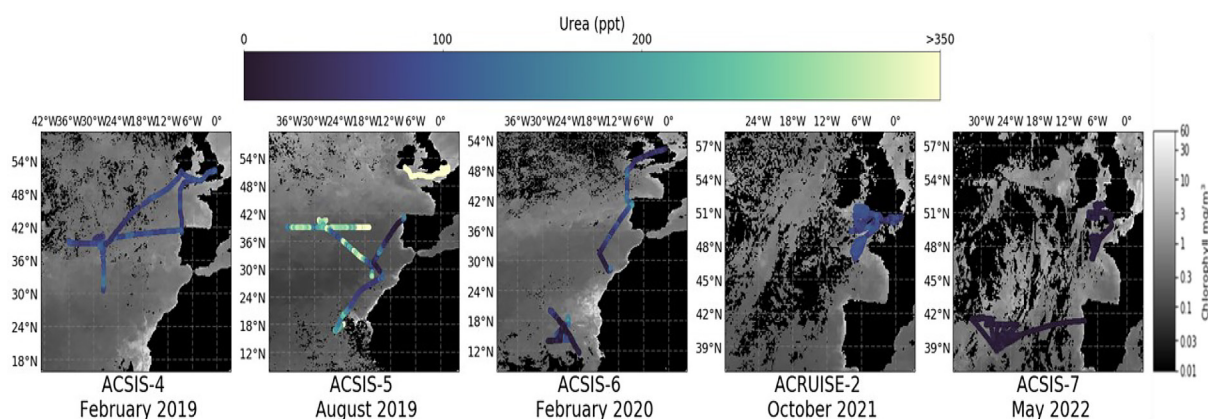 Urea (ppt)
0 100 200 >350
42°W36°W30°W24°W18°W12°W6°W 0°
54°N
48°N
42°N
36°N
30°N
24°N
18°N
ACSIS-4
February 2019
36°W30°W24°W18°W12°W6°W 0°
54°N
48°N
42°N
36°N
30°N
24°N
18°N
12°N
ACSIS-5
August 2019
36°W30°W24°W18°W12°W6°W 0°
54°N
48°N
42°N
36°N
30°N
24°N
18°N
12°N
ACSIS-6
February 2020
24°W 18°W 12°W 6°W 0°
57°N
54°N
51°N
48°N
45°N
42°N
39°N
ACRUISE-2
October 2021
30°W24°W18°W12°W 6°W 0°
57°N
54°N
51°N
48°N
45°N
42°N
39°N
ACSIS-7
May 2022
60
30
10
3
1
0.3
0.1
0.03
0.01
Chlorophyll mg/m³